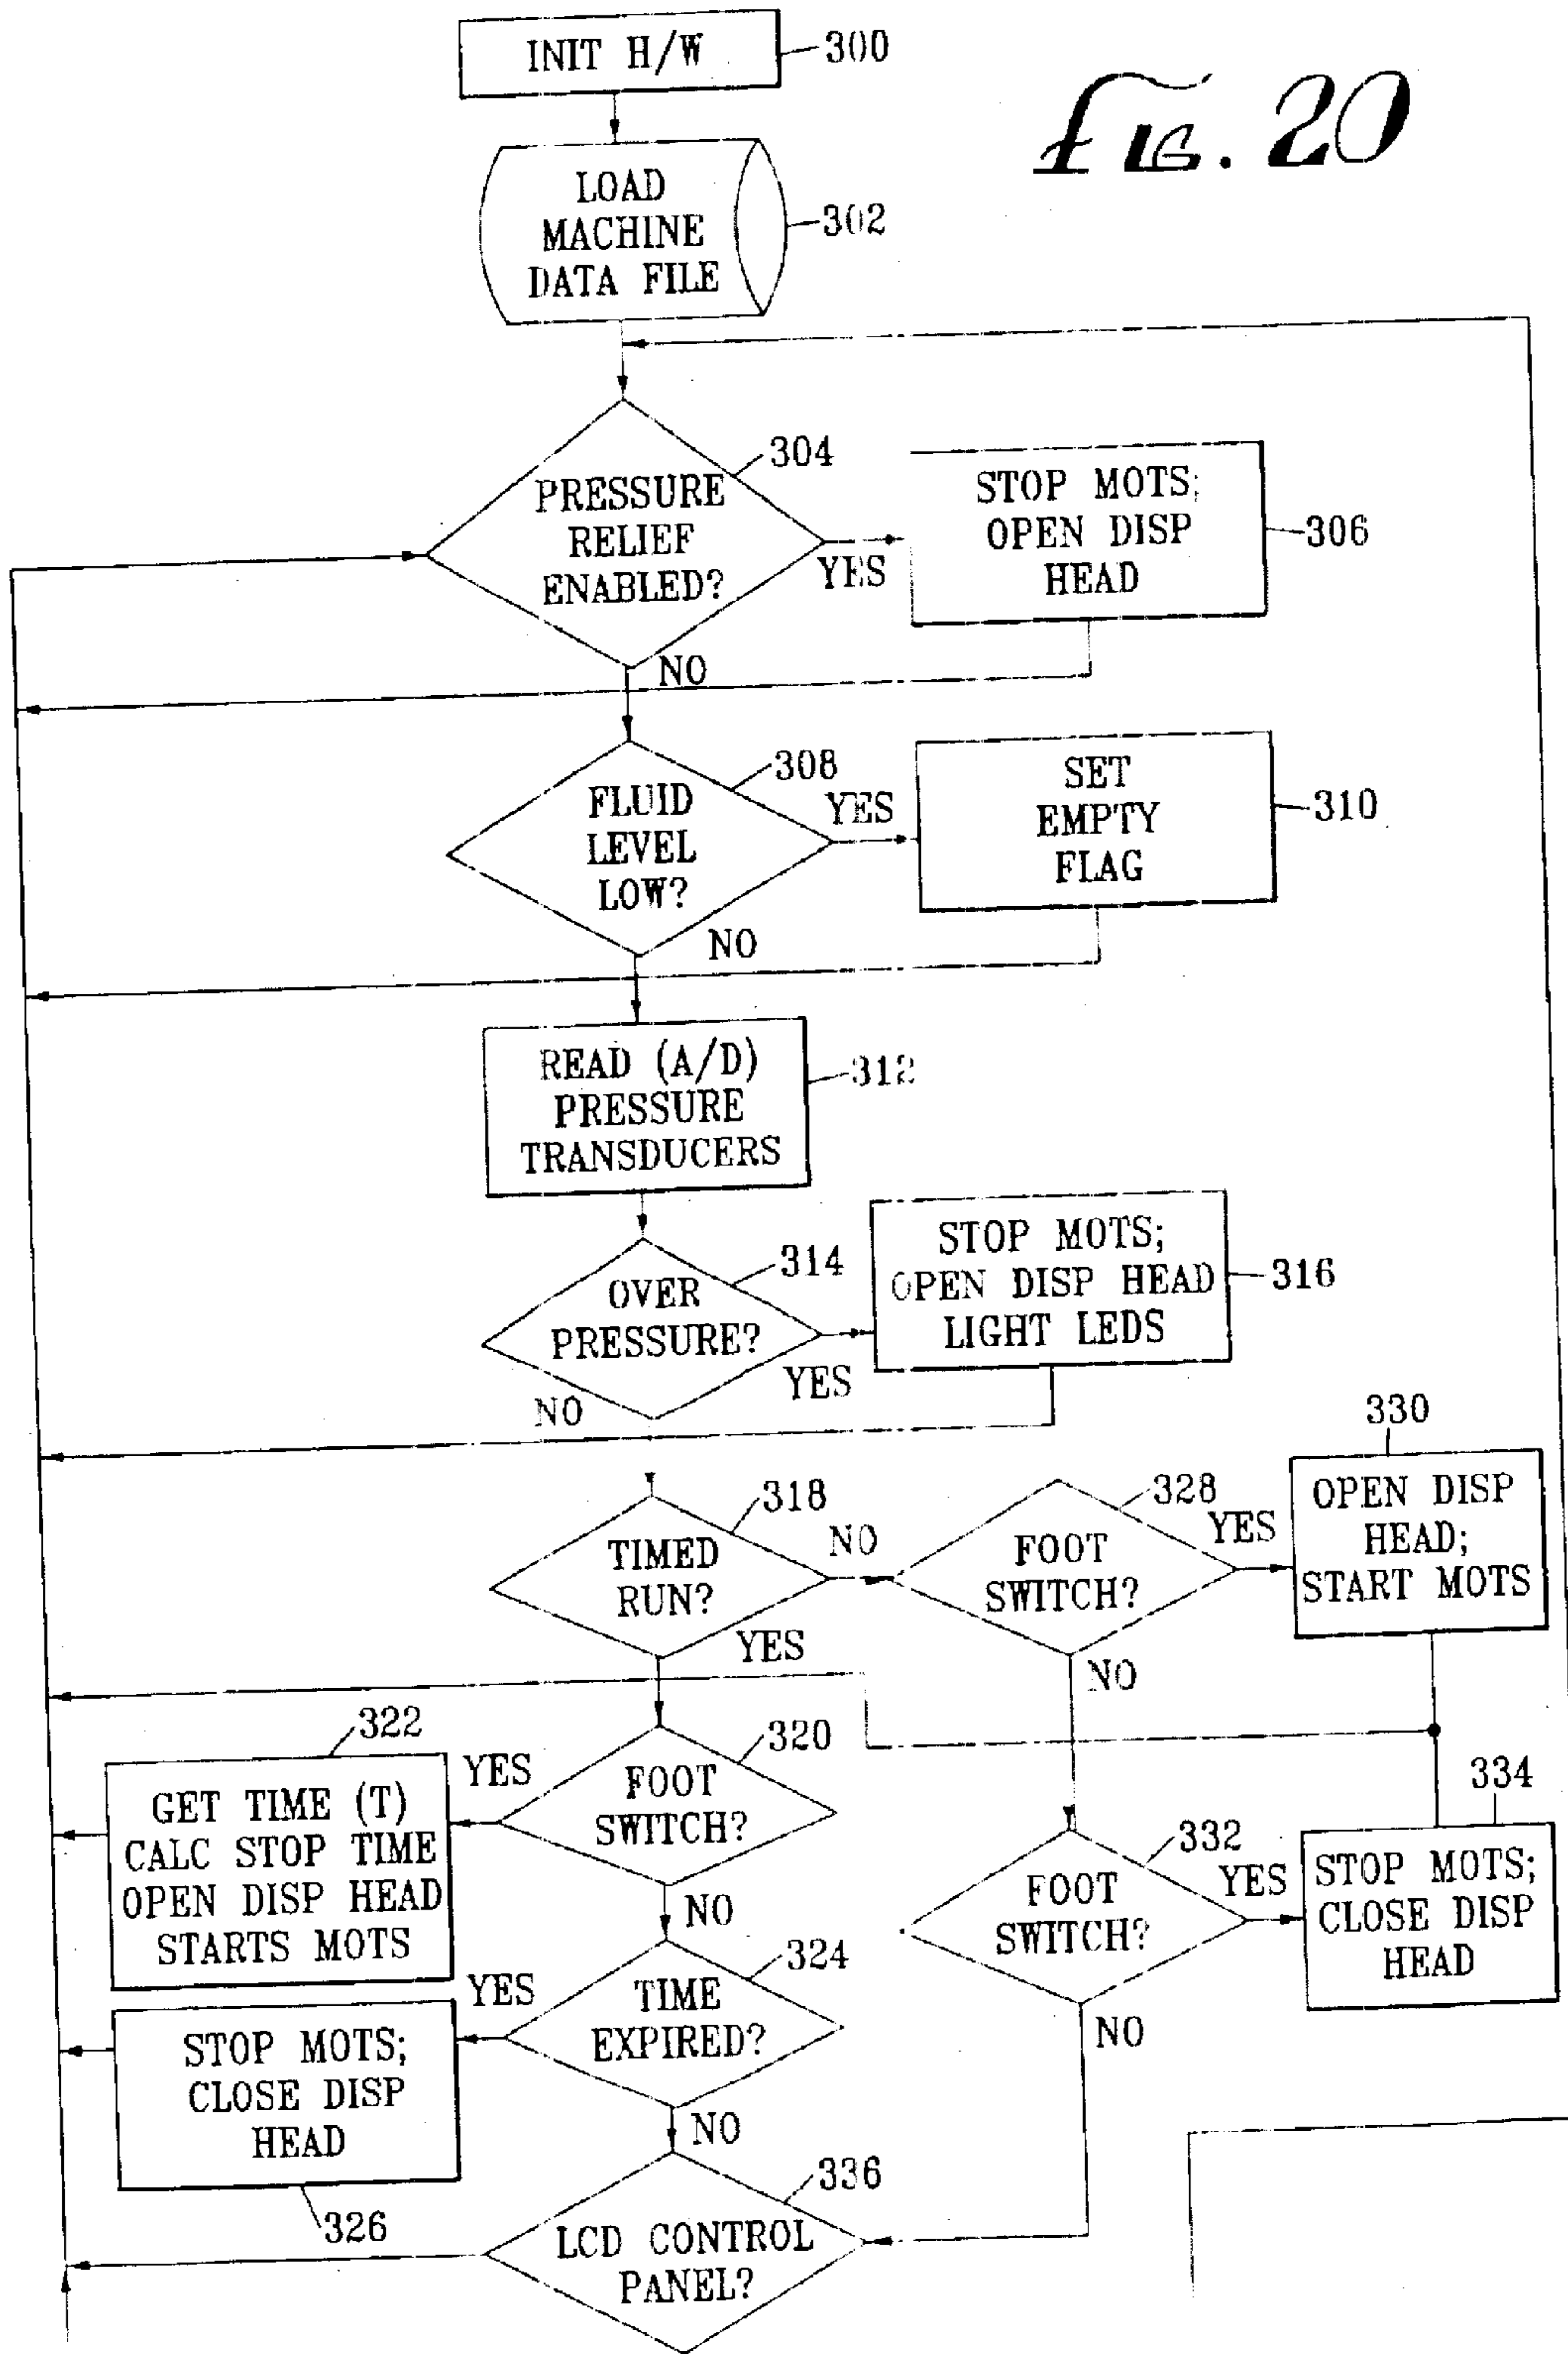 INIT H/W
300
FIG. 20
LOAD
MACHINE
DATA FILE
302
304
PRESSURE
RELIEF
ENABLED?
YES
NO
STOP MOTS;
OPEN DISP
HEAD
306
308
FLUID
LEVEL
LOW?
YES
NO
SET
EMPTY
FLAG
310
READ (A/D)
PRESSURE
TRANSDUCERS
312
314
OVER
PRESSURE?
YES
NO
STOP MOTS;
OPEN DISP HEAD
LIGHT LEDS
316
318
TIMED
RUN?
NO
YES
328
FOOT
SWITCH?
YES
NO
330
OPEN DISP
HEAD;
START MOTS
320
FOOT
SWITCH?
YES
NO
322
GET TIME (T)
CALC STOP TIME
OPEN DISP HEAD
STARTS MOTS
332
FOOT
SWITCH?
YES
NO
334
STOP MOTS;
CLOSE DISP
HEAD
324
TIME
EXPIRED?
YES
NO
STOP MOTS;
CLOSE DISP
HEAD
326
336
LCD CONTROL
PANEL?